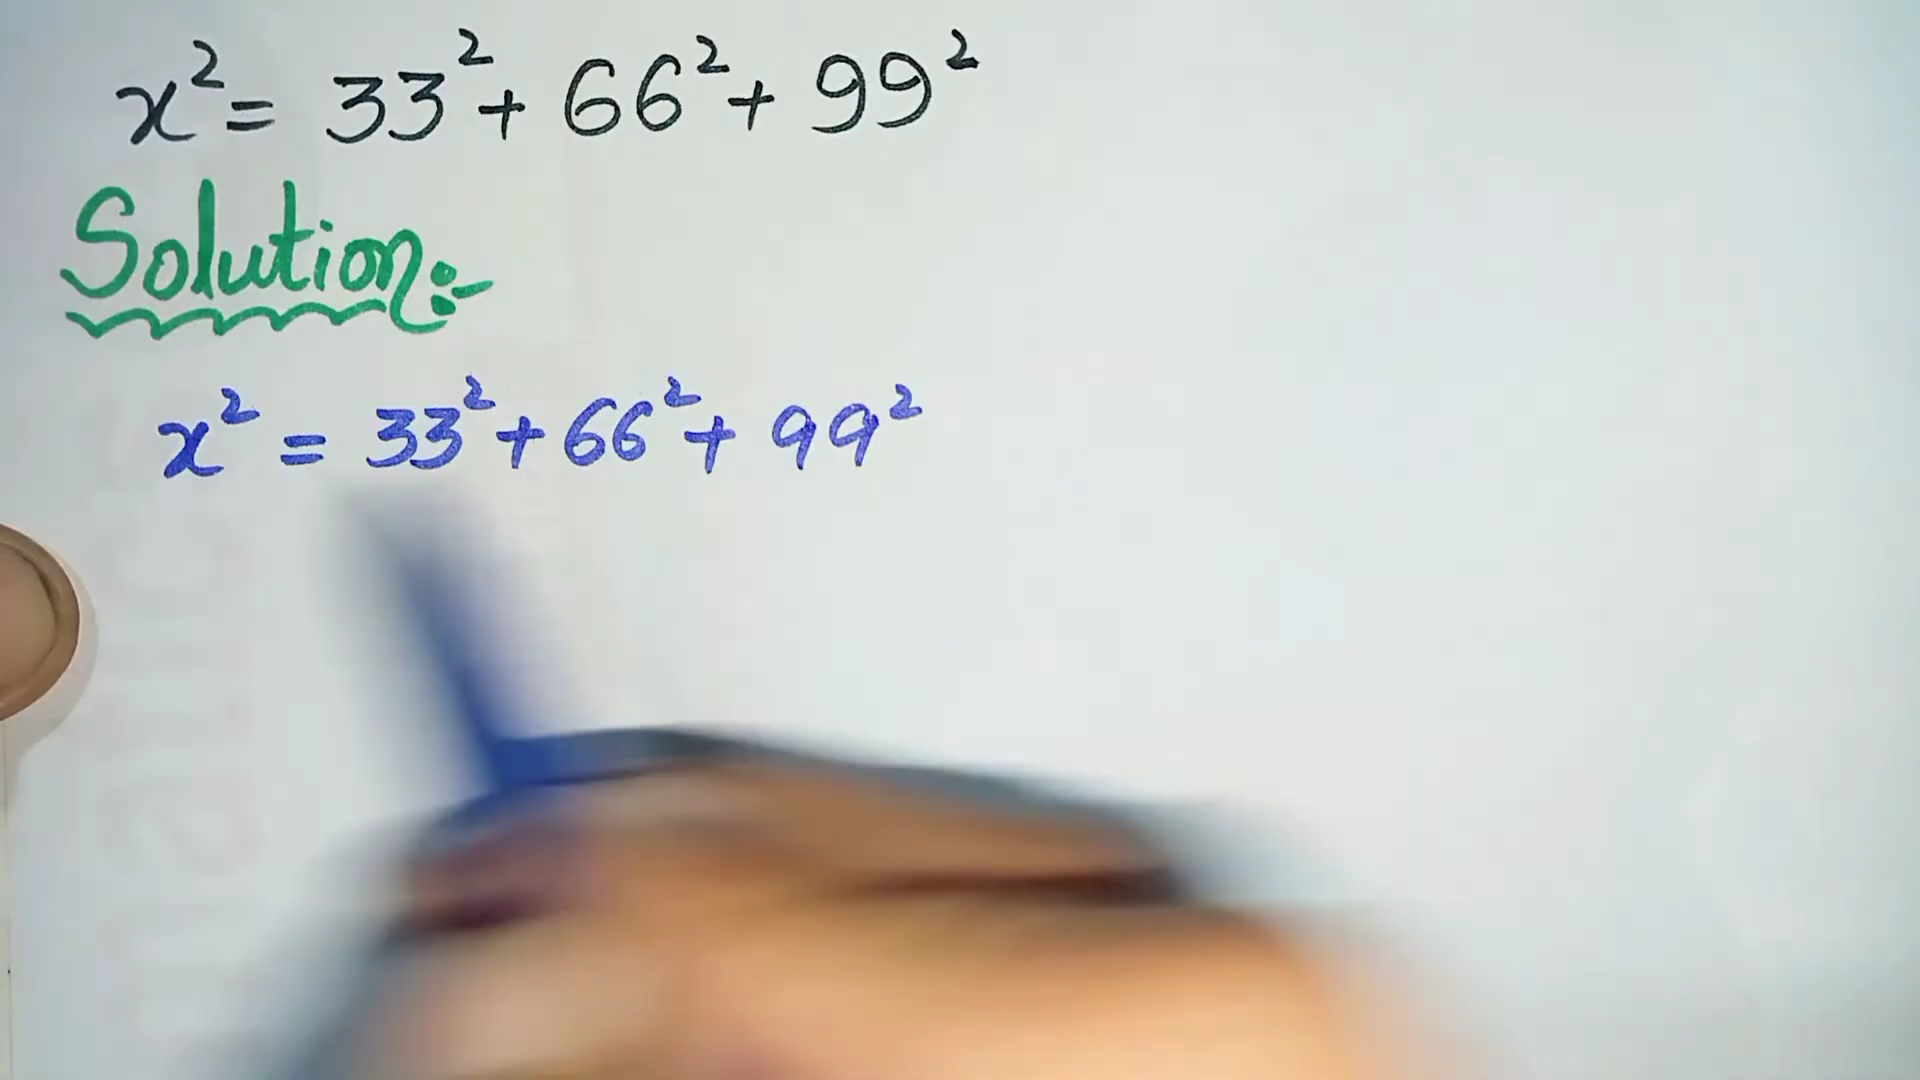 x² = 33² + 66² + 99²
Solution:-
x² = 33² + 66² + 99²